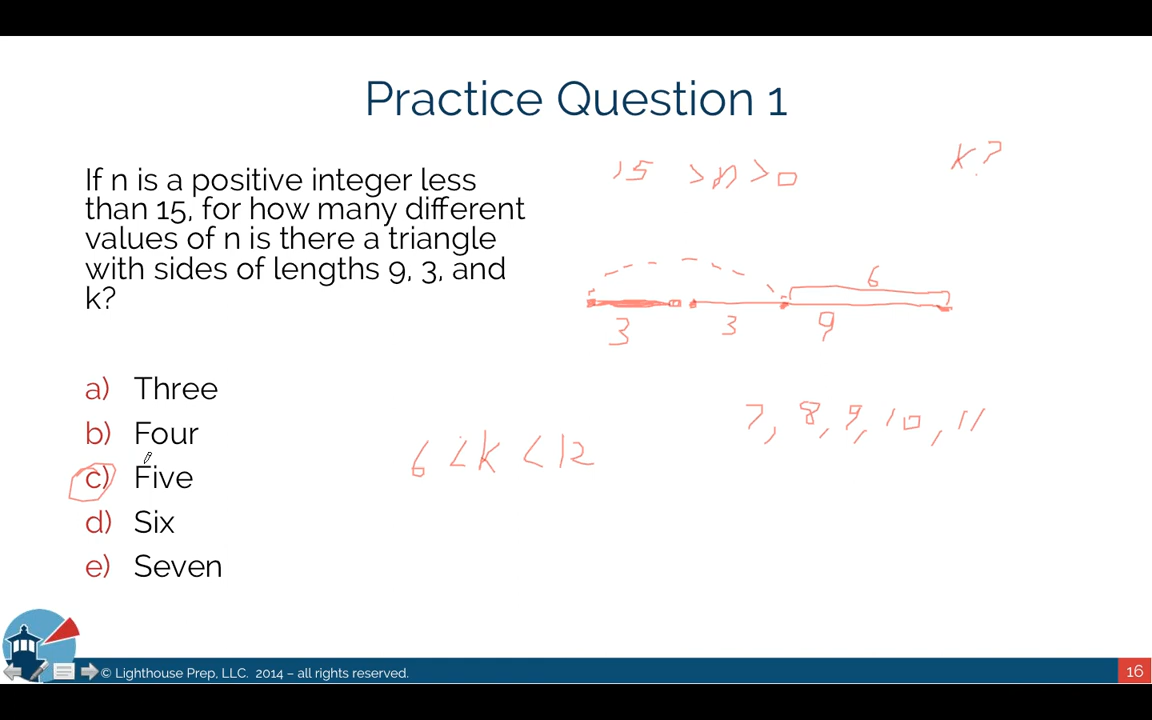 Practice Question 1
If n is a positive integer less
than 15, for how many different
values of n is there a triangle
with sides of lengths 9, 3, and
k?
15 > n > 0
k?
6
3
3
9
a) Three
b) Four
c) Five
d) Six
e) Seven
6 < k < 12
7, 8, 9, 10, 11
© Lighthouse Prep, LLC. 2014 – all rights reserved.
16